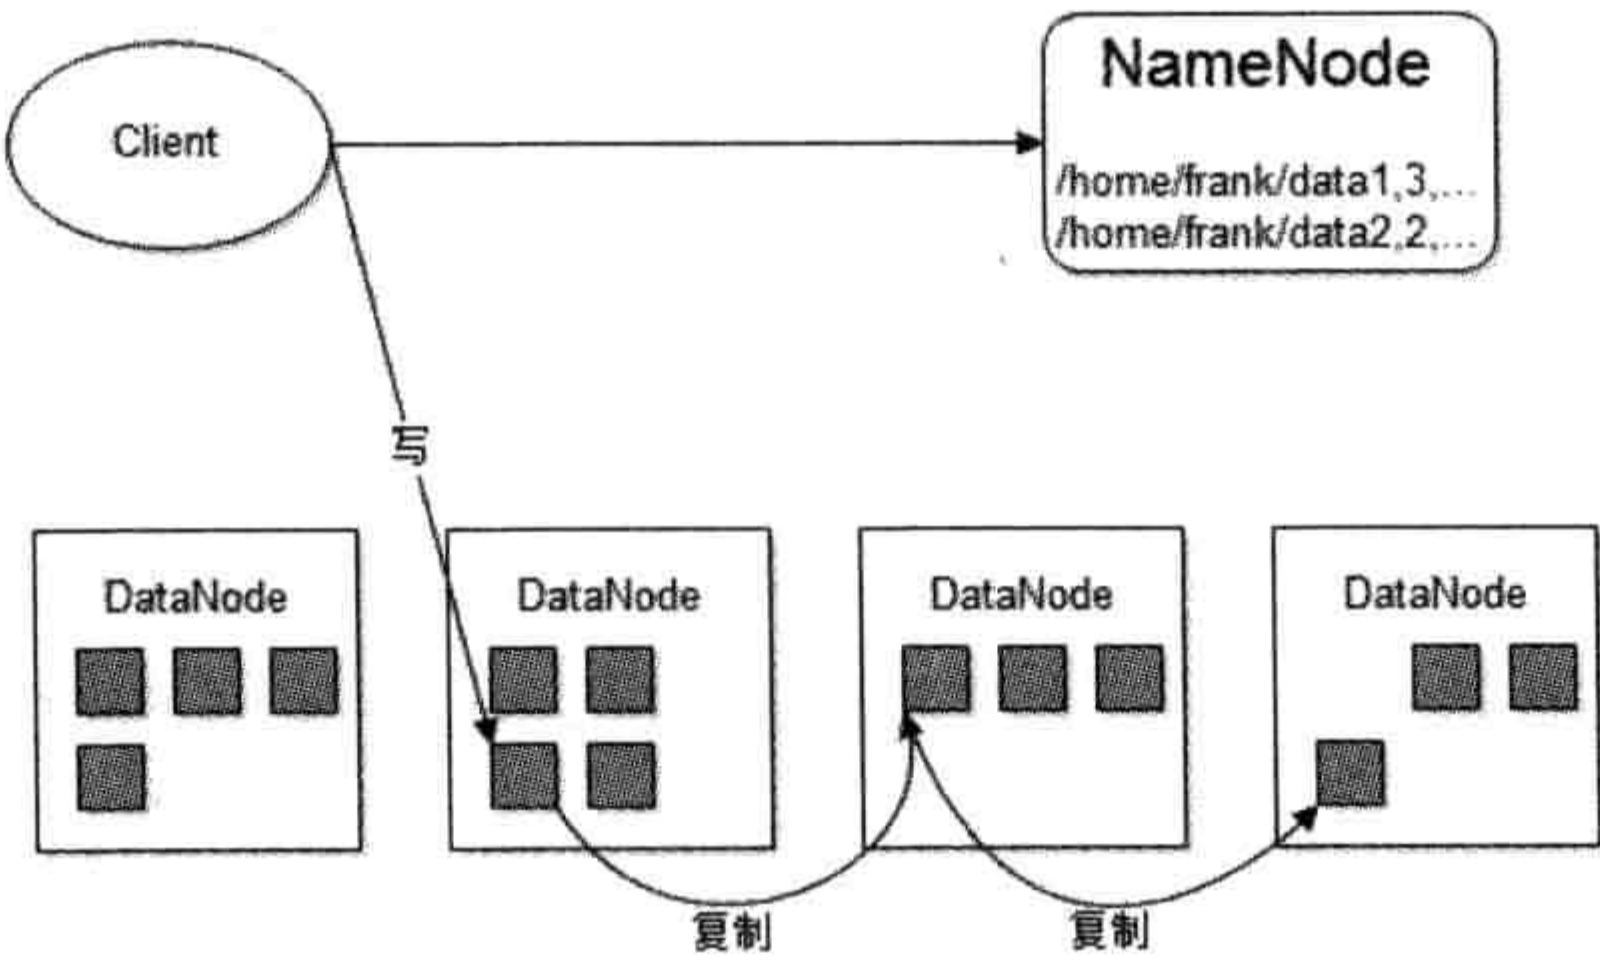 Client
NameNode
/home/frank/data1,3,...
/home/frank/data2,2,...
写
DataNode
DataNode
DataNode
DataNode
复制
复制